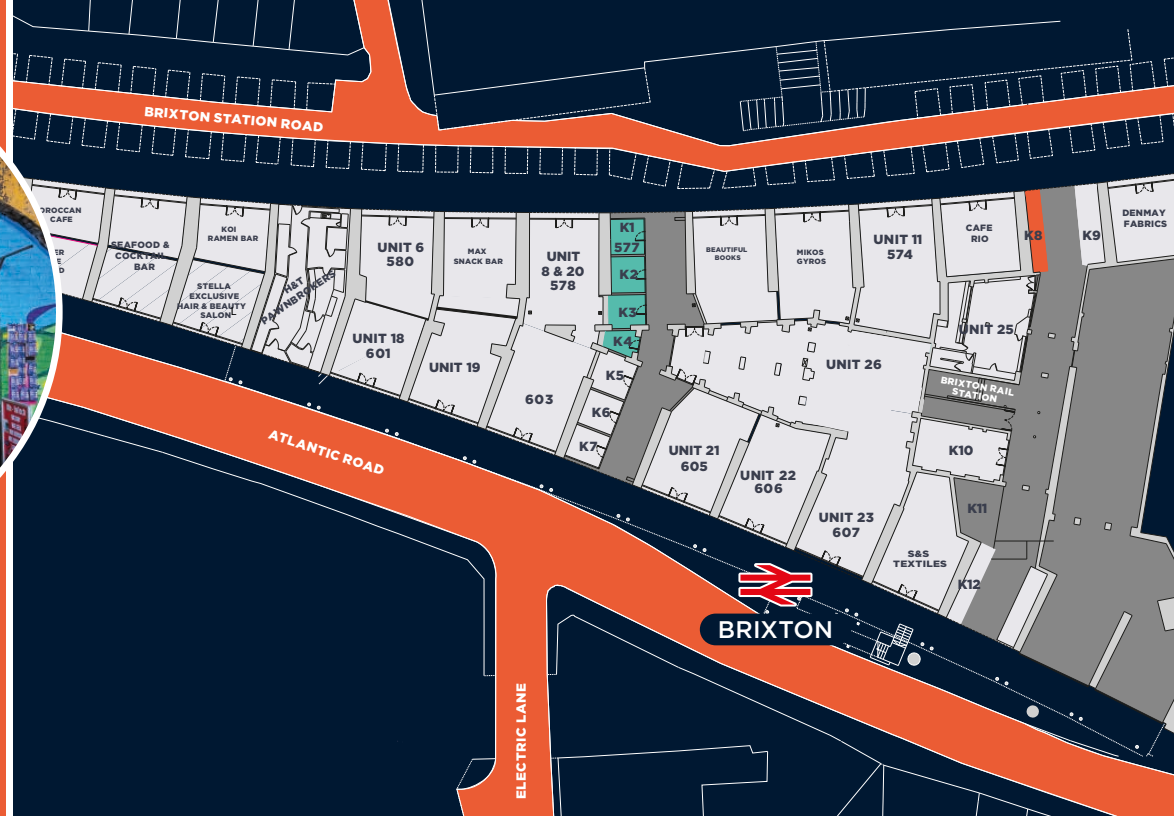 BRIXTON STATION ROAD
CAFE
SEAFOOD &
COCKTAIL
BAR
KOI
RAMEN BAR
STELLA
EXCLUSIVE
HAIR & BEAUTY
SALON
H&T
PAWNBROKERS
UNIT 6
580
MAX
SNACK BAR
UNIT
8 & 20
578
K1
577
K2
K3
K4
K5
K6
K7
BEAUTIFUL
BOOKS
MIKOS
GYROS
UNIT 11
574
CAFE
RIO
K8
K9
DENMAY
FABRICS
UNIT 18
601
UNIT 19
603
UNIT 25
UNIT 26
BRIXTON RAIL
STATION
K10
UNIT 21
605
UNIT 22
606
UNIT 23
607
K11
S&S
TEXTILES
K12
ATLANTIC ROAD
BRIXTON
ELECTRIC LANE